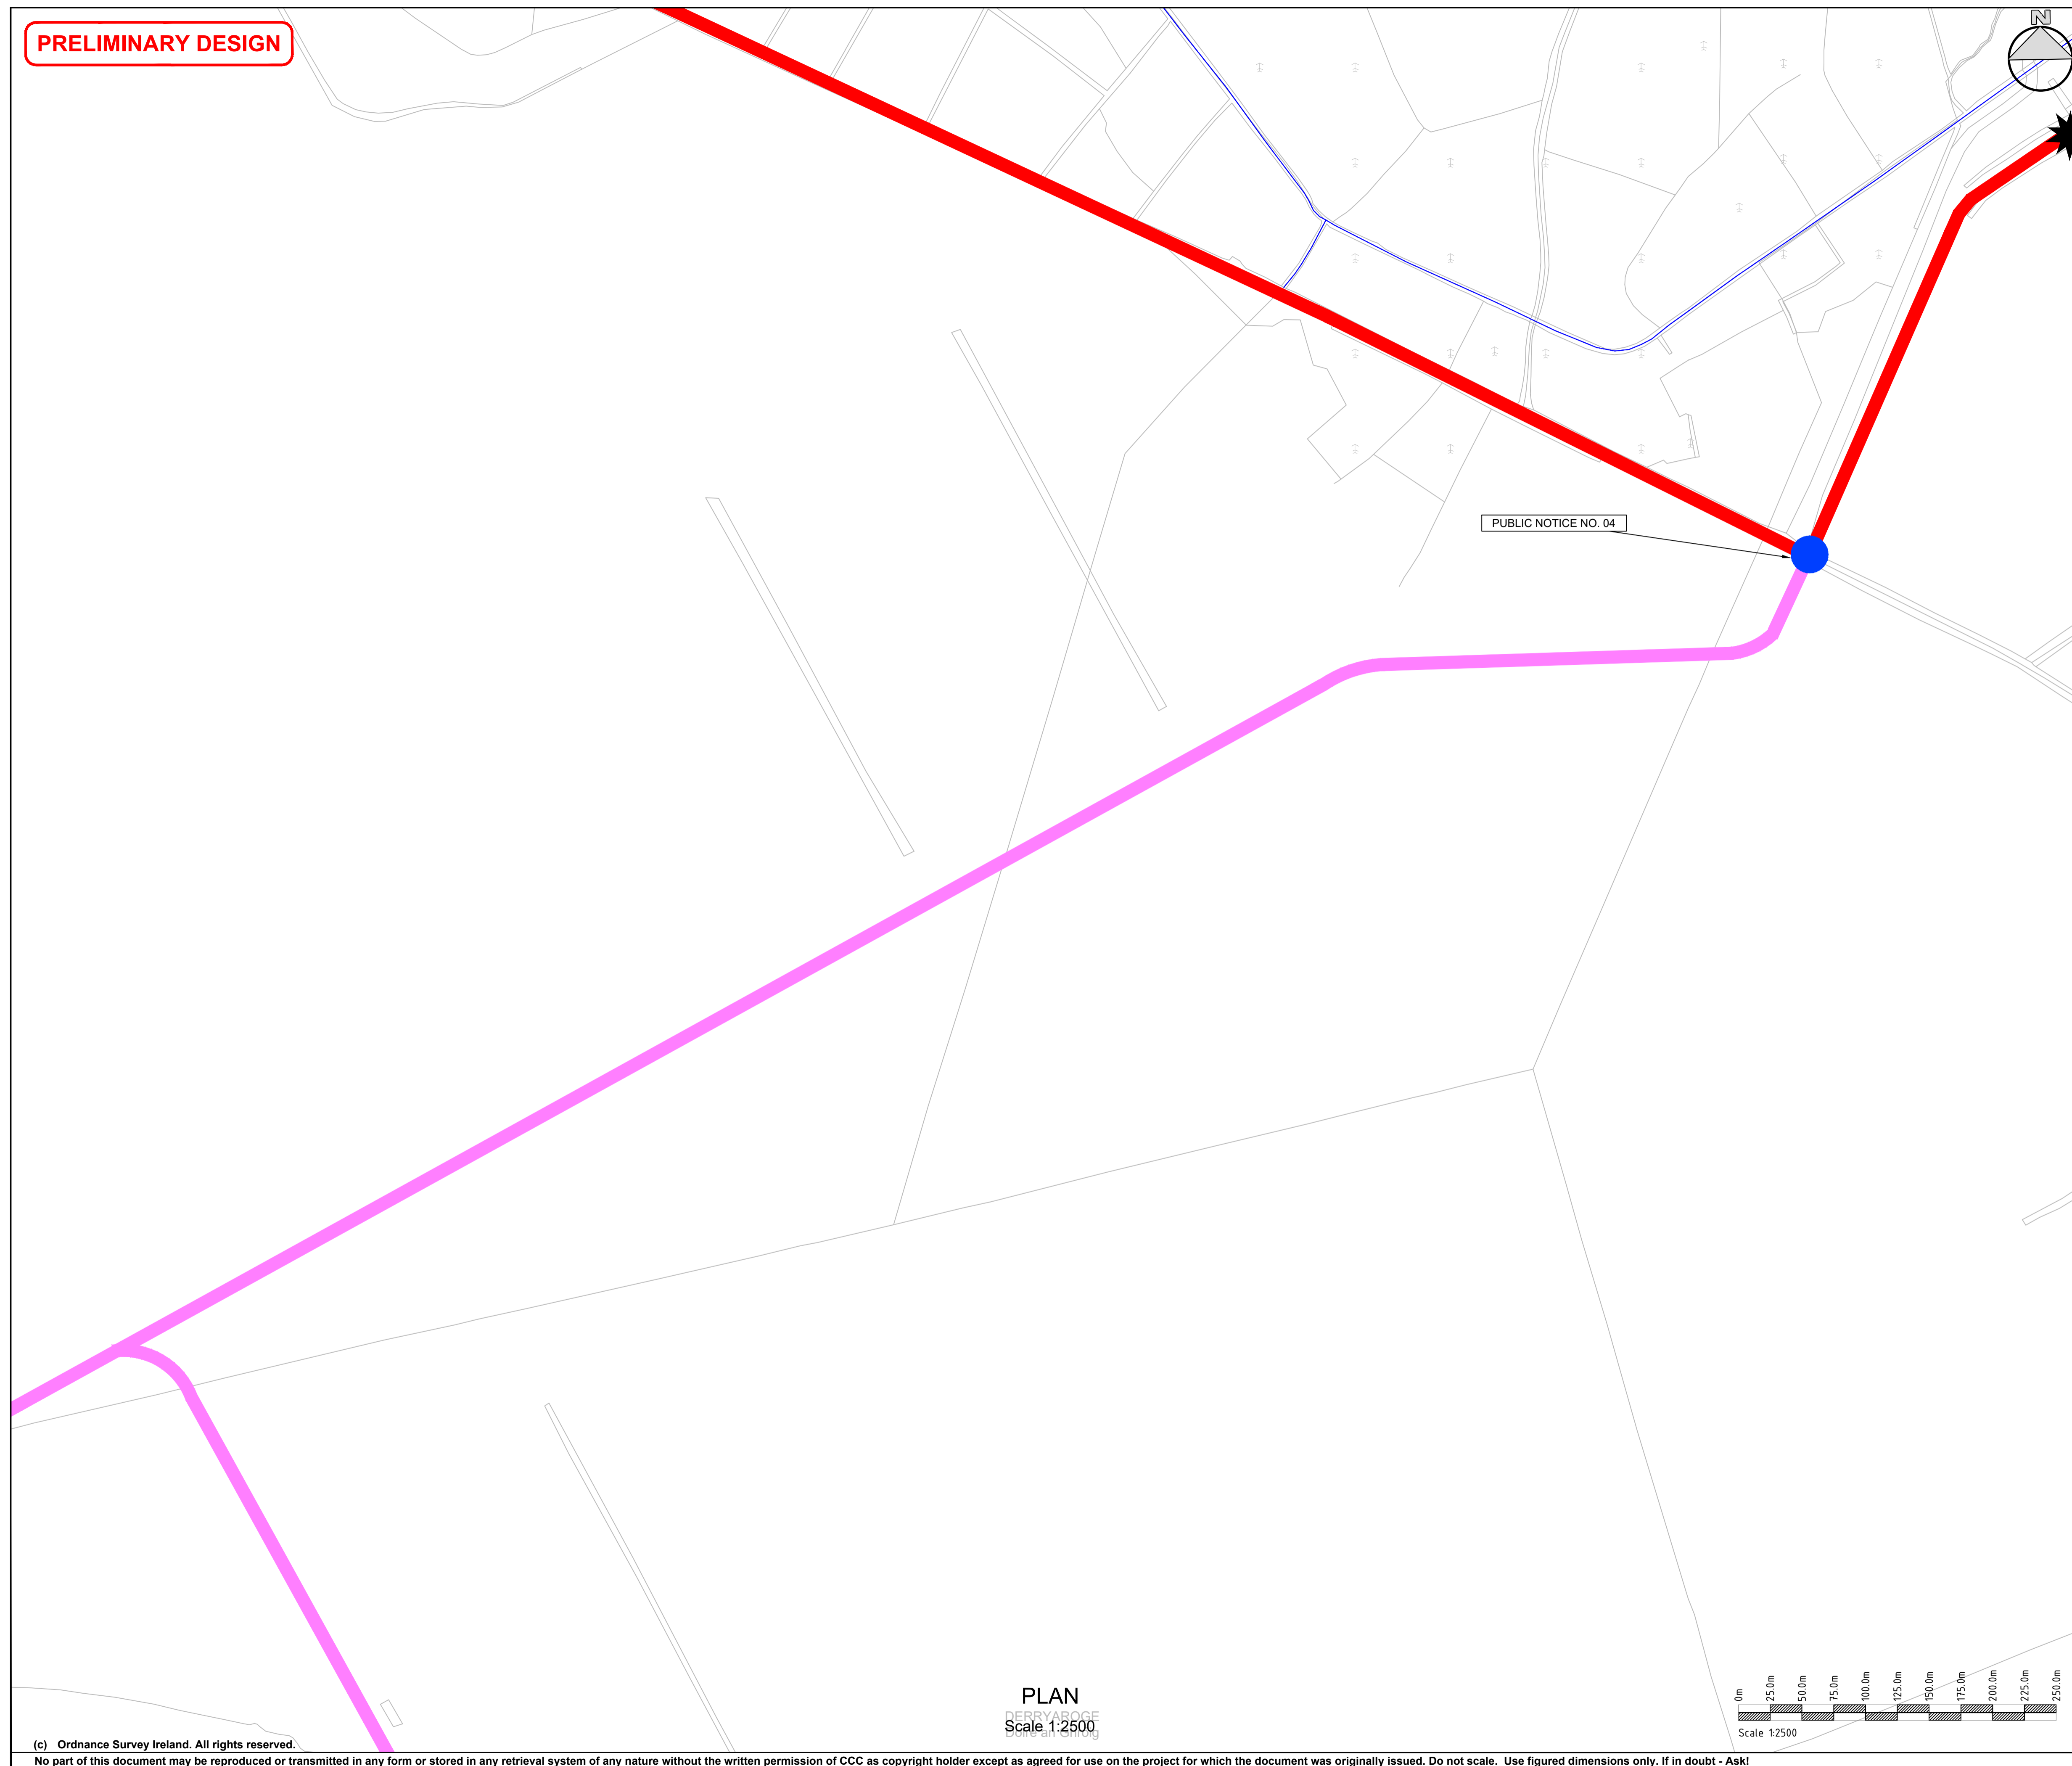 PRELIMINARY DESIGN
N
PUBLIC NOTICE NO. 04
PLAN
DERRYAROGE
Scale 1:2500
Doire an Ghróig
0m
25.0m
50.0m
75.0m
100.0m
125.0m
150.0m
175.0m
200.0m
225.0m
250.0m
Scale 1:2500
(c) Ordnance Survey Ireland. All rights reserved.
No part of this document may be reproduced or transmitted in any form or stored in any retrieval system of any nature without the written permission of CCC as copyright holder except as agreed for use on the project for which the document was originally issued. Do not scale. Use figured dimensions only. If in doubt - Ask!